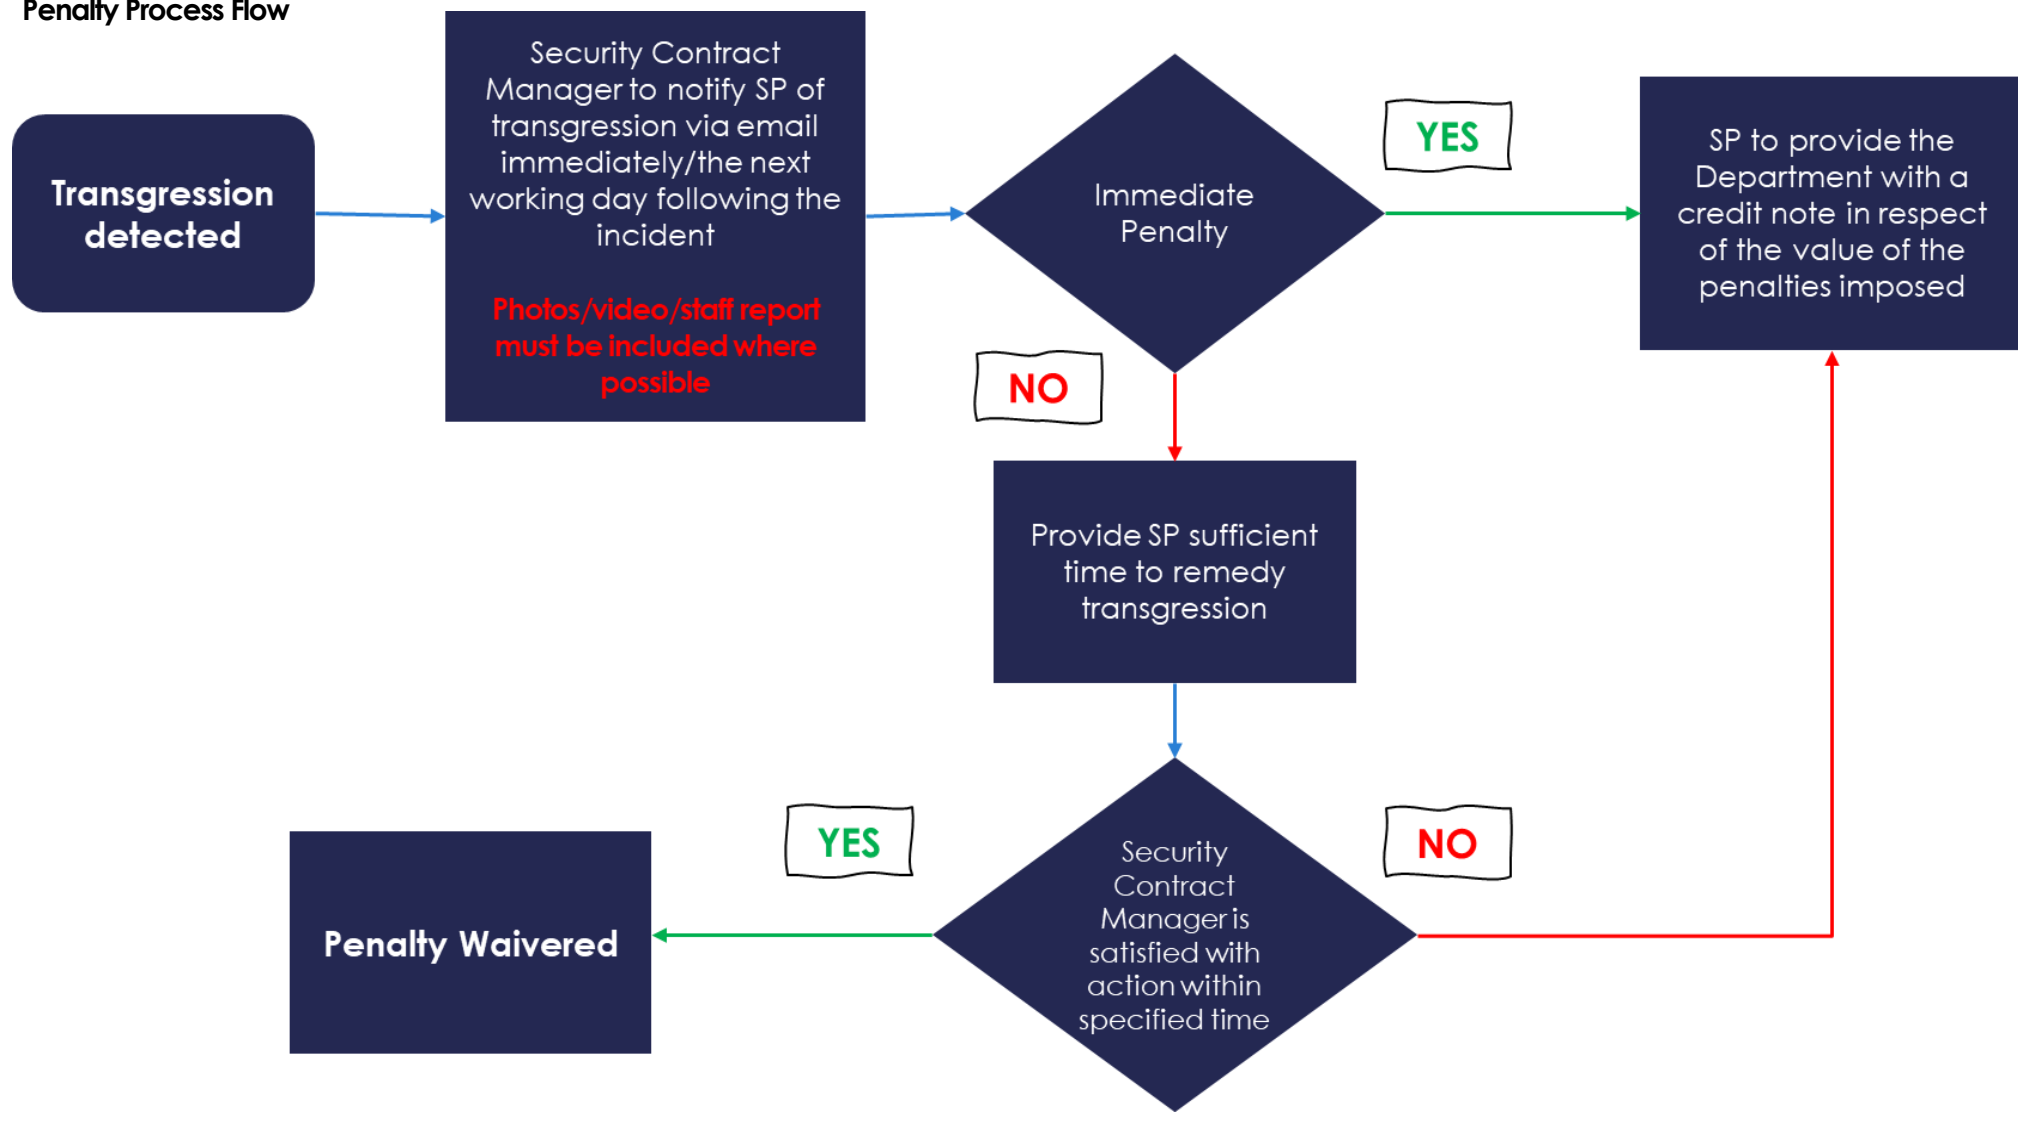 Penalty Process Flow
Transgression
detected
Security Contract
Manager to notify SP of
transgression via email
immediately/the next
working day following the
incident
Photos/video/staff report
must be included where
possible
Immediate
Penalty
YES
SP to provide the
Department with a
credit note in respect
of the value of the
penalties imposed
NO
Provide SP sufficient
time to remedy
transgression
Security
Contract
Manager is
satisfied with
action within
specified time
YES
Penalty Waivered
NO